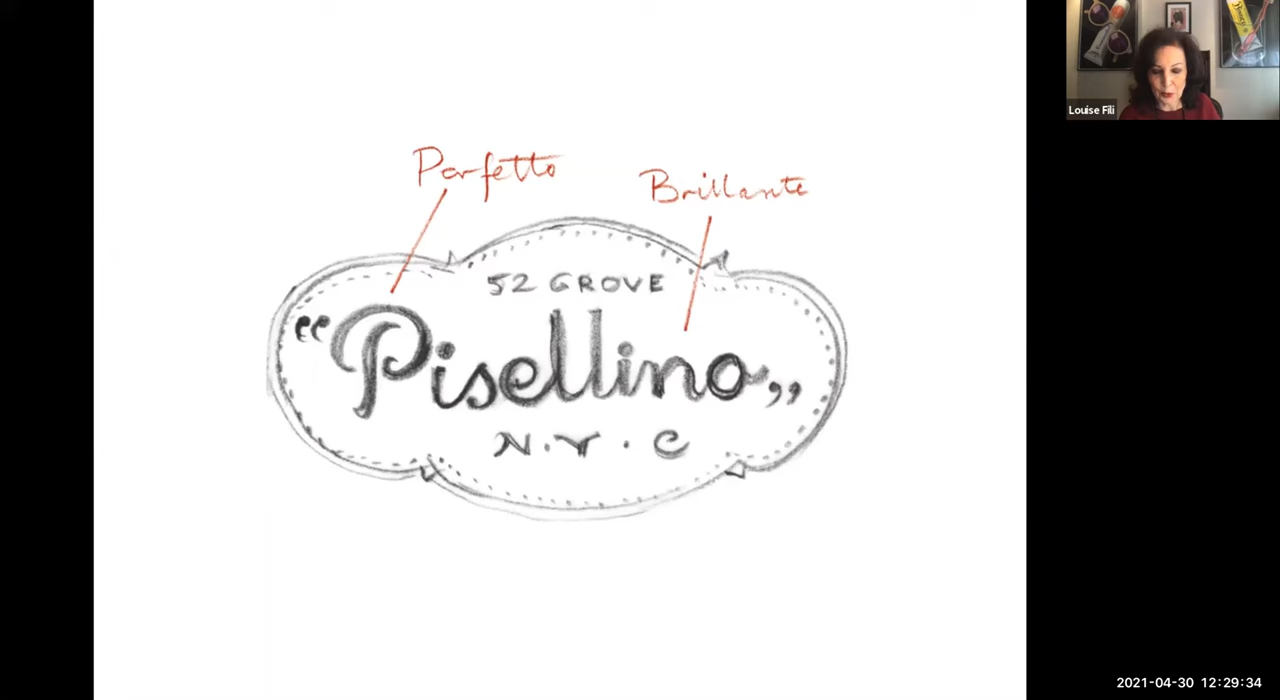 Perfetto
Brillante
52 GROVE
“Pisellino„
N.Y.C
Louise Fili
2021-04-30 12:29:34